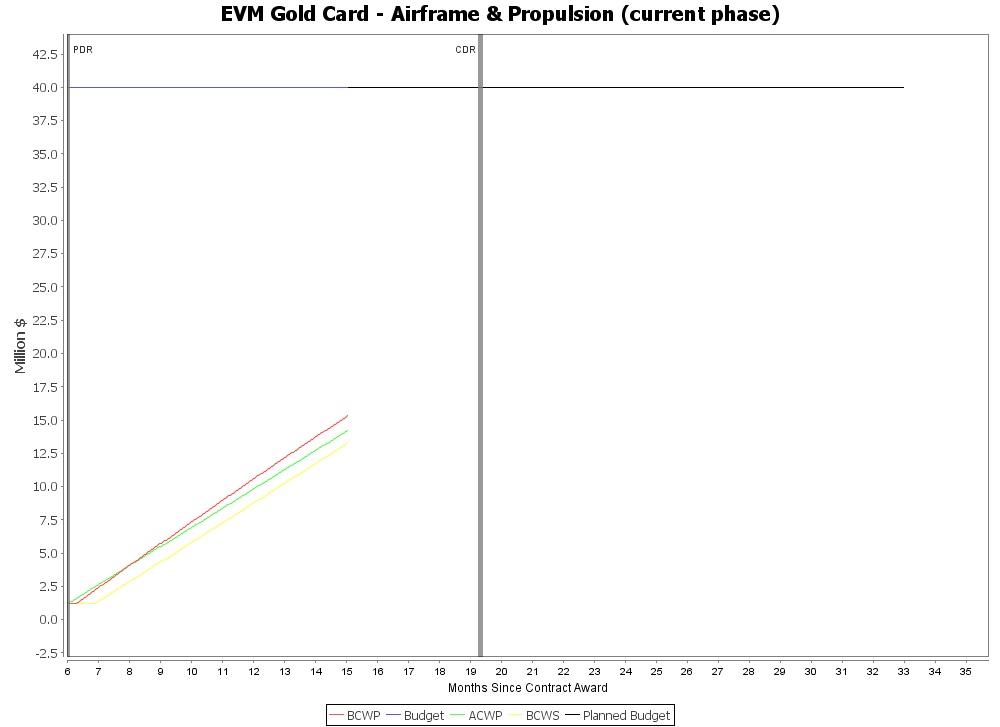 EVM Gold Card - Airframe & Propulsion (current phase)
PDR
CDR
42.5
40.0
37.5
35.0
32.5
30.0
27.5
25.0
22.5
20.0
17.5
15.0
12.5
10.0
7.5
5.0
2.5
0.0
-2.5
Million $
6 7 8 9 10 11 12 13 14 15 16 17 18 19 20 21 22 23 24 25 26 27 28 29 30 31 32 33 34 35
Months Since Contract Award
BCWP Budget ACWP BCWS Planned Budget